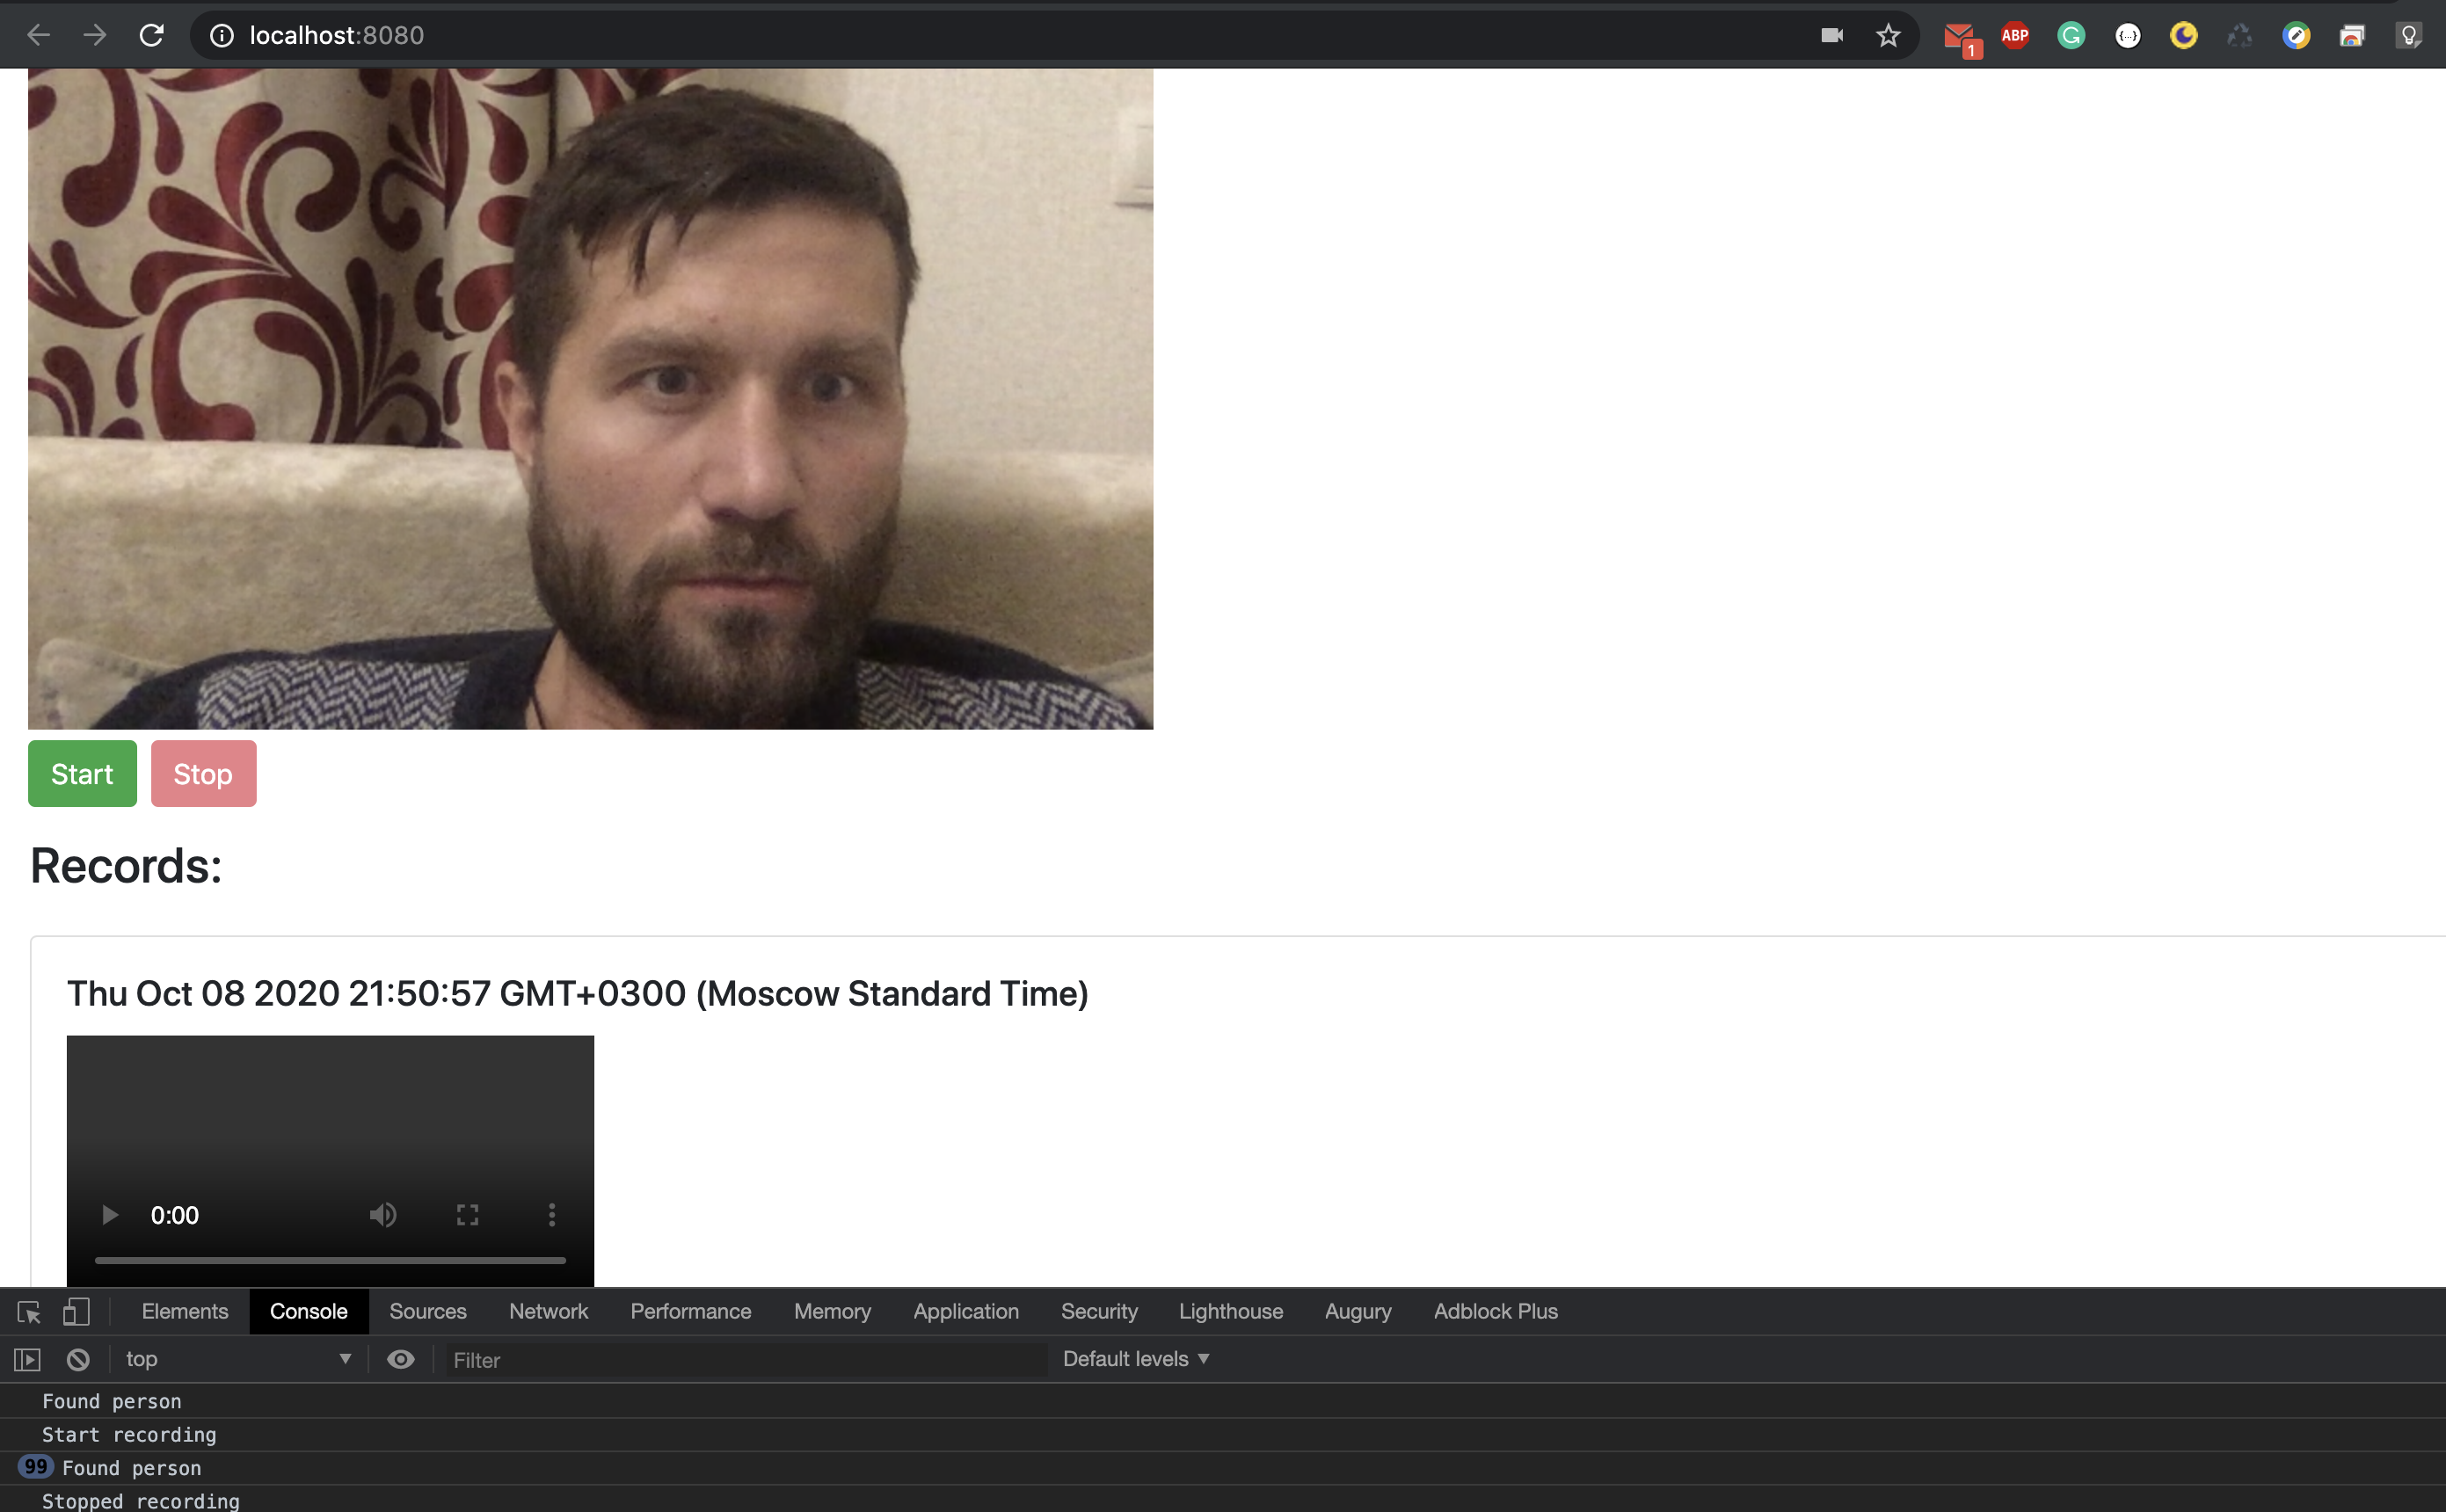 localhost:8080
1
ABP
Start Stop
Records:
Thu Oct 08 2020 21:50:57 GMT+0300 (Moscow Standard Time)
0:00
Elements Console Sources Network Performance Memory Application Security Lighthouse Augury Adblock Plus
top Filter Default levels
Found person
Start recording
99 Found person
Stopped recording